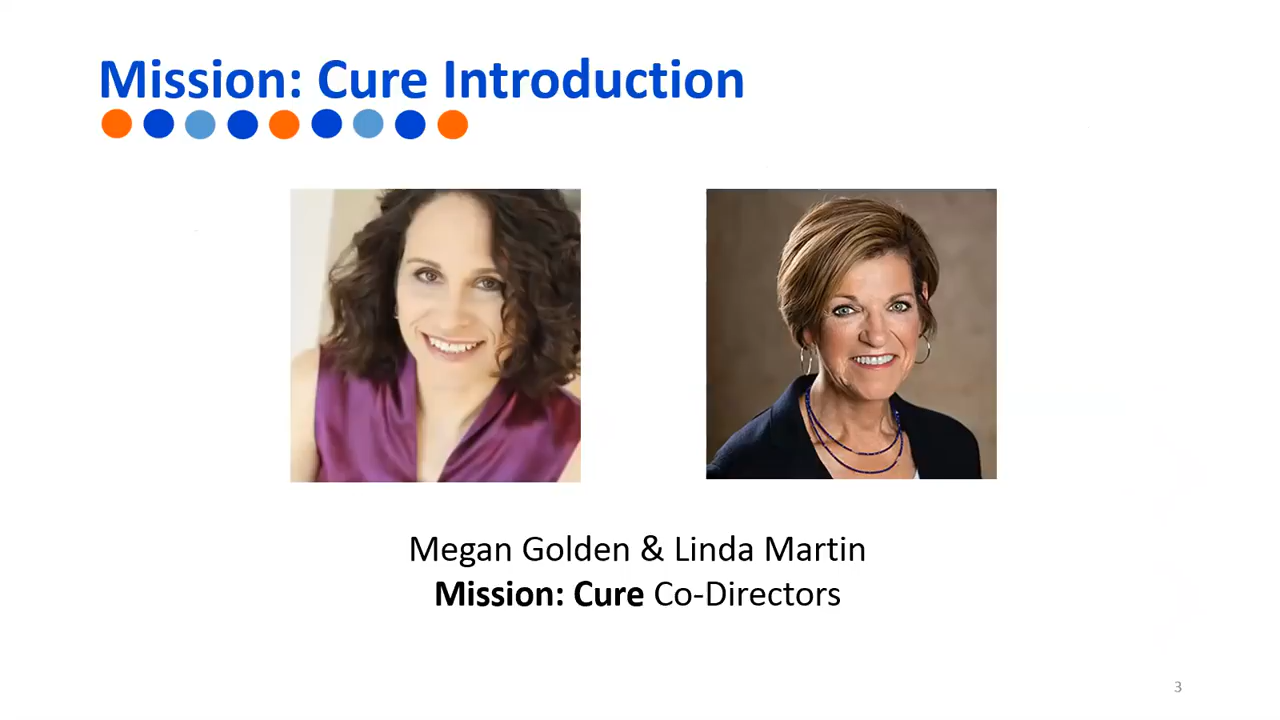 Mission: Cure Introduction
Megan Golden & Linda Martin
Mission: Cure Co-Directors
3